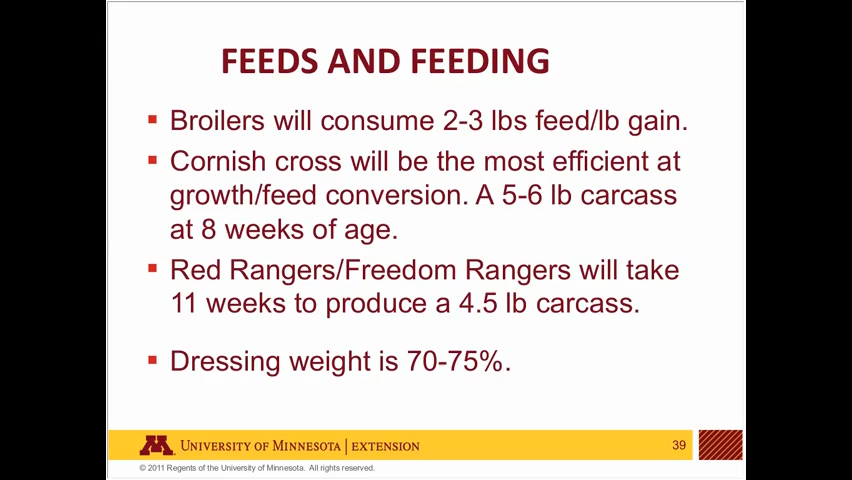 FEEDS AND FEEDING
▪ Broilers will consume 2-3 lbs feed/lb gain.
▪ Cornish cross will be the most efficient at
growth/feed conversion. A 5-6 lb carcass
at 8 weeks of age.
▪ Red Rangers/Freedom Rangers will take
11 weeks to produce a 4.5 lb carcass.
▪ Dressing weight is 70-75%.
M UNIVERSITY OF MINNESOTA | EXTENSION
39
© 2011 Regents of the University of Minnesota. All rights reserved.